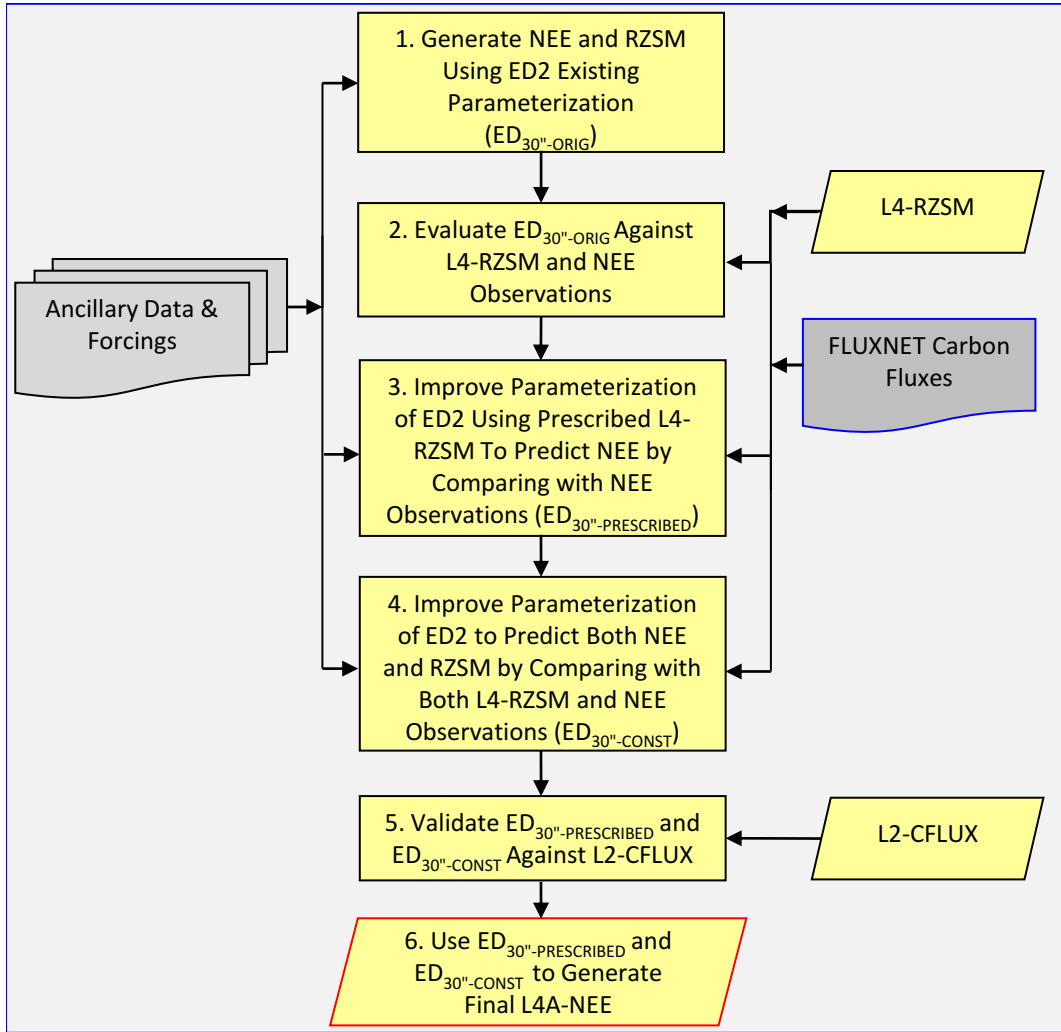 1. Generate NEE and RZSM
Using ED2 Existing
Parameterization
(ED30"-ORIG)
2. Evaluate ED30"-ORIG Against
L4-RZSM and NEE
Observations
L4-RZSM
Ancillary Data &
Forcings
FLUXNET Carbon
Fluxes
3. Improve Parameterization
of ED2 Using Prescribed L4-
RZSM To Predict NEE by
Comparing with NEE
Observations (ED30"-PRESCRIBED)
4. Improve Parameterization
of ED2 to Predict Both NEE
and RZSM by Comparing with
Both L4-RZSM and NEE
Observations (ED30"-CONST)
5. Validate ED30"-PRESCRIBED and
ED30"-CONST Against L2-CFLUX
L2-CFLUX
6. Use ED30"-PRESCRIBED and
ED30"-CONST to Generate
Final L4A-NEE